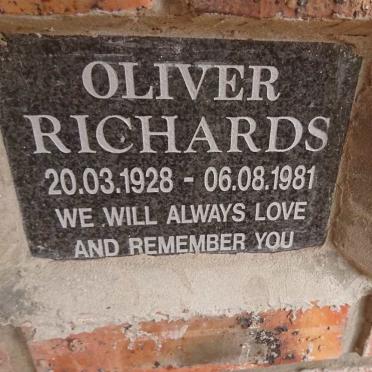 OLIVER
RICHARDS
20.03.1928 - 06.08.1981
WE WILL ALWAYS LOVE
AND REMEMBER YOU